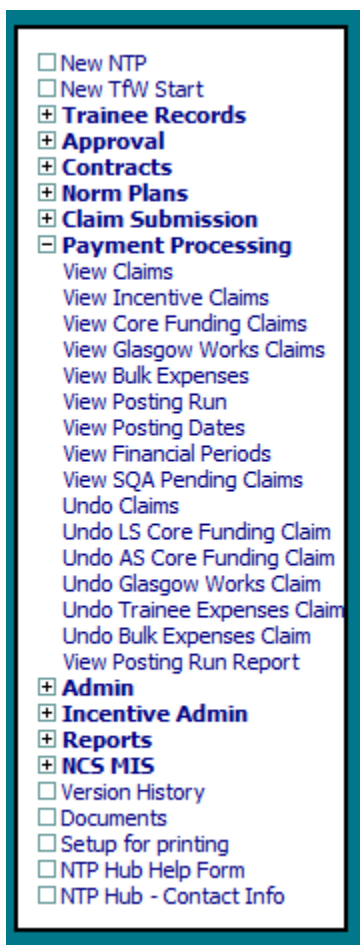 New NTP
New TfW Start
Trainee Records
Approval
Contracts
Norm Plans
Claim Submission
Payment Processing
View Claims
View Incentive Claims
View Core Funding Claims
View Glasgow Works Claims
View Bulk Expenses
View Posting Run
View Posting Dates
View Financial Periods
View SQA Pending Claims
Undo Claims
Undo LS Core Funding Claim
Undo AS Core Funding Claim
Undo Glasgow Works Claim
Undo Trainee Expenses Claim
Undo Bulk Expenses Claim
View Posting Run Report
Admin
Incentive Admin
Reports
NCS MIS
Version History
Documents
Setup for printing
NTP Hub Help Form
NTP Hub - Contact Info